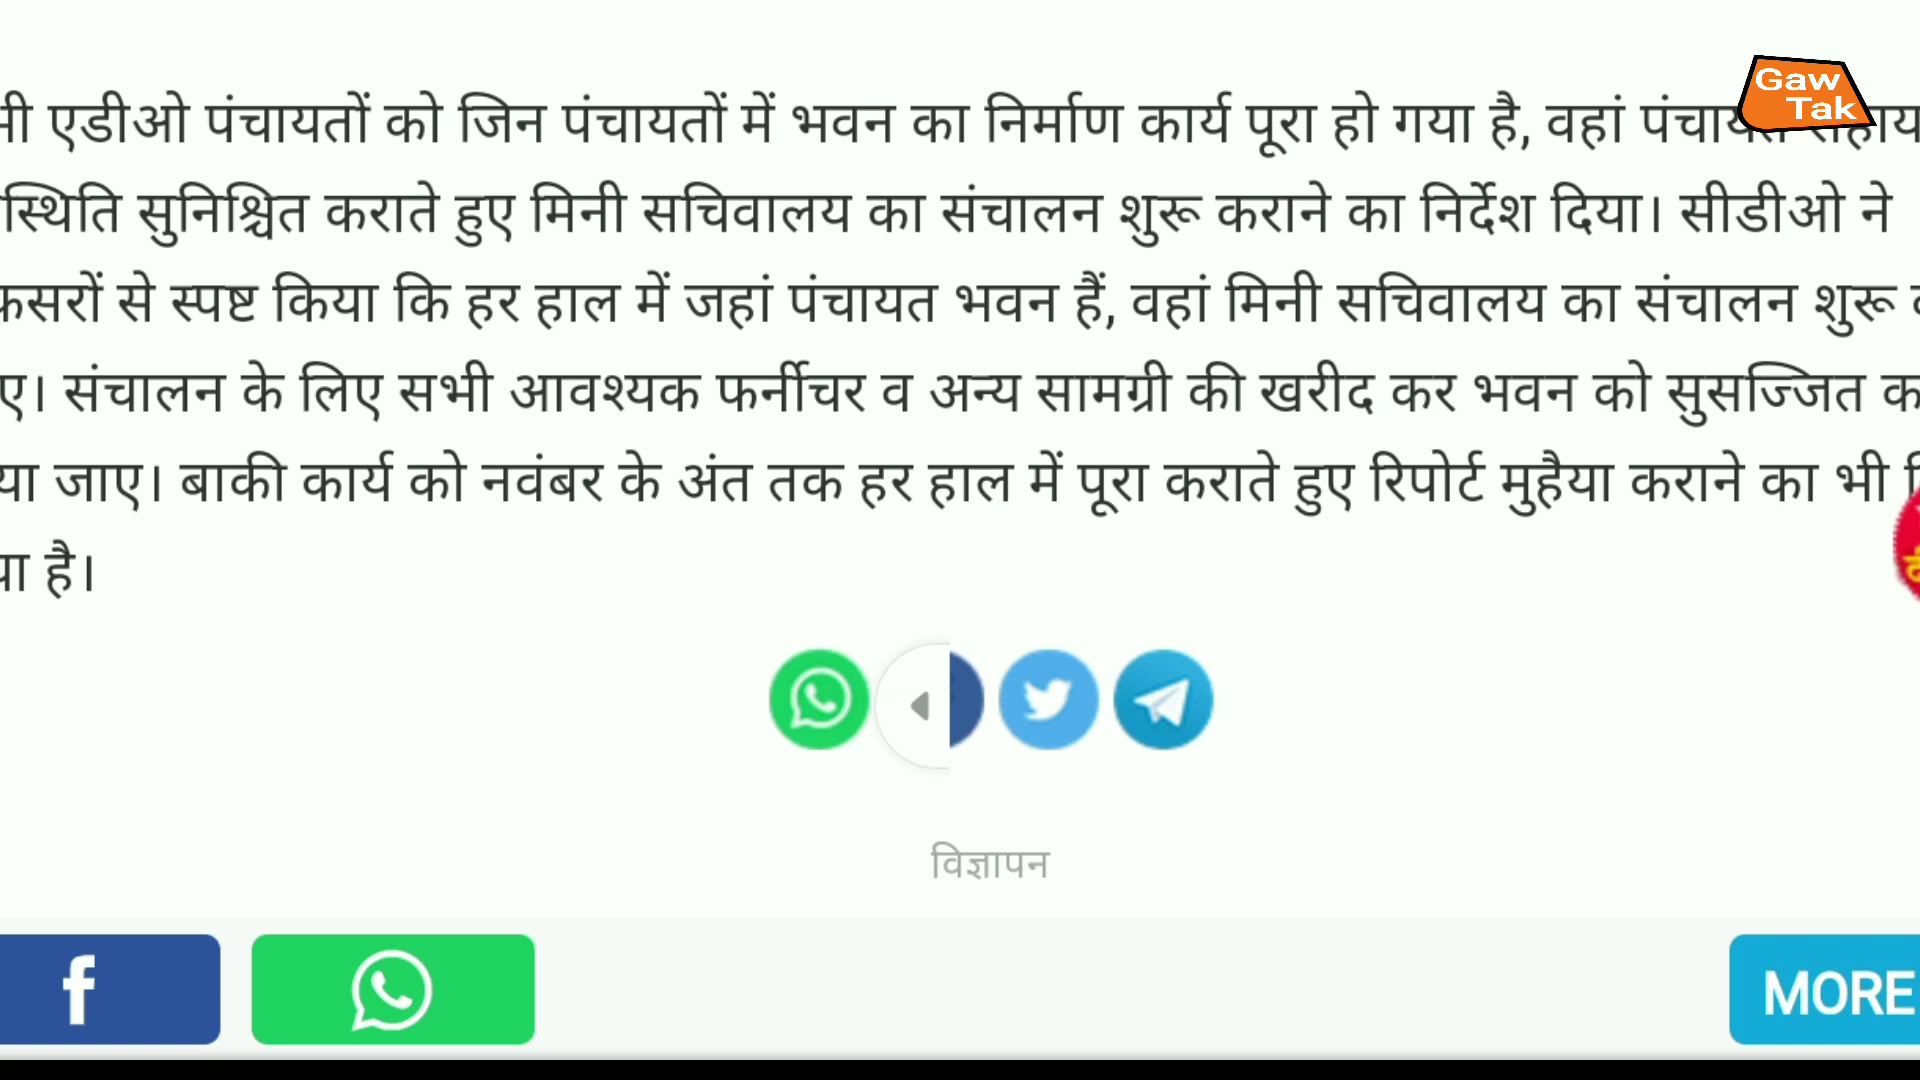 एडीओ पंचायतों को जिन पंचायतों में भवन का निर्माण कार्य पूरा हो गया है, वहां
Gaw
Tak
स्थिति सुनिश्चित कराते हुए मिनी सचिवालय का संचालन शुरू कराने का निर्देश दिया। सीडीओ ने
से स्पष्ट किया कि हर हाल में जहां पंचायत भवन हैं, वहां मिनी सचिवालय का संचालन शुरू
ए। संचालन के लिए सभी आवश्यक फर्नीचर व अन्य सामग्री की खरीद कर भवन को सुसज्जित
या जाए। बाकी कार्य को नवंबर के अंत तक हर हाल में पूरा कराते हुए रिपोर्ट मुहैया कराने का भी
है।
विज्ञापन
MORE